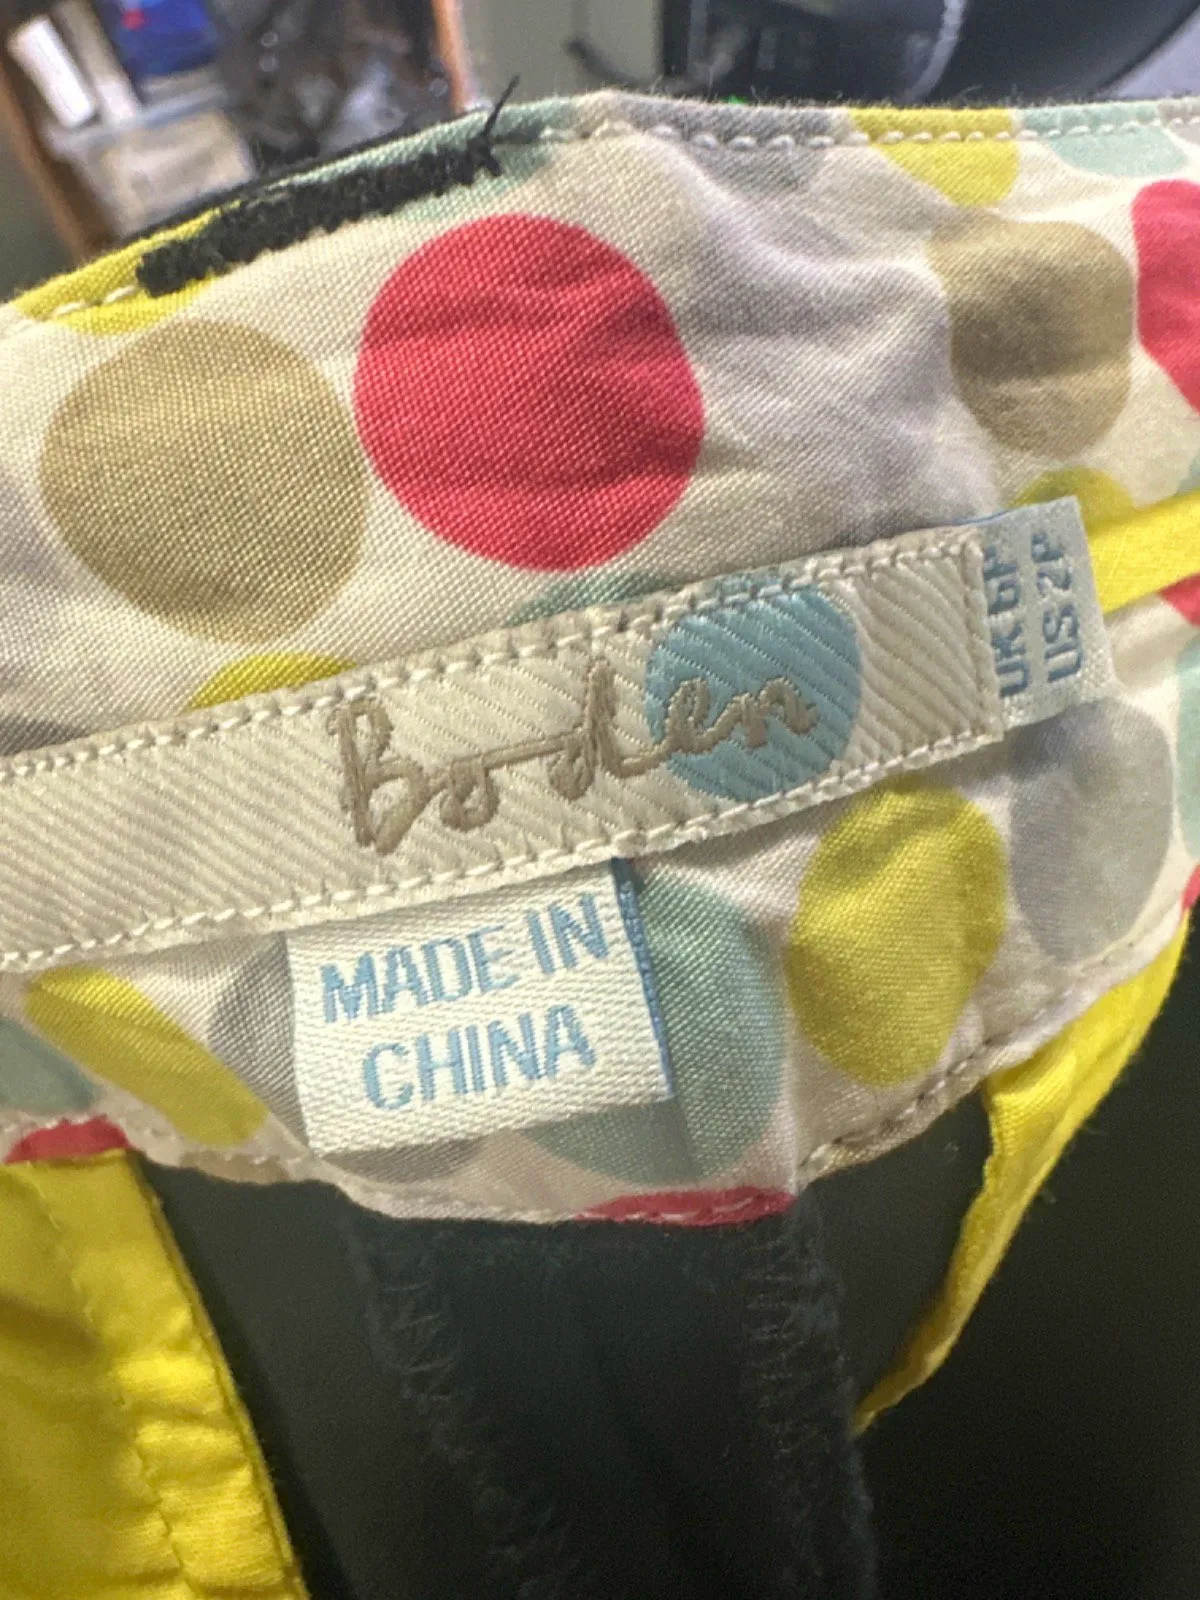 Boden
UK 6P
US 2P
MADE IN
CHINA